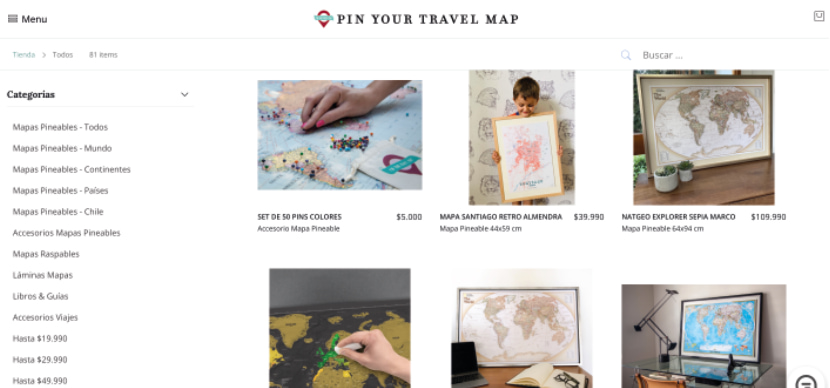 Menu
PIN YOUR TRAVEL MAP
Tienda > Todos 81 items
Buscar ...
Categorías
Mapas Pineables - Todos
Mapas Pineables - Mundo
Mapas Pineables - Continentes
Mapas Pineables - Países
Mapas Pineables - Chile
Accesorios Mapas Pineables
Mapas Raspables
Láminas Mapas
Libros & Guías
Accesorios Viajes
Hasta $19.990
Hasta $29.990
Hasta $49.990
SET DE 50 PINS COLORES $5.000
Accesorio Mapa Pineable
MAPA SANTIAGO RETRO ALMENDRA $39.990
Mapa Pineable 44x59 cm
NATGEO EXPLORER SEPIA MARCO $109.990
Mapa Pineable 64x94 cm